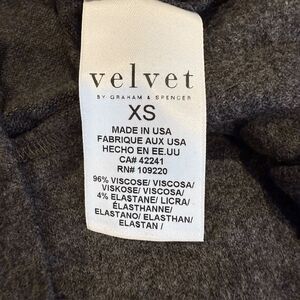 velvet
BY GRAHAM & SPENCER
XS
MADE IN USA
FABRIQUE AUX USA
HECHO EN EE.UU
CA# 42241
RN# 109220
96% VISCOSE/ VISCOSA/
VISKOSE/ VISCOSA/
4% ELASTANE/ LICRA/
ÉLASTHANNE/
ELASTANO/ ELASTHAN/
ELASTAN /